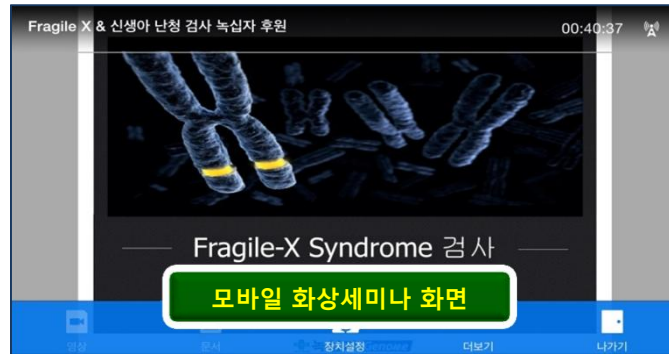 Fragile X & 신생아 난청 검사 녹십자 후원
00:40:37
Fragile-X Syndrome 검사
모바일 화상세미나 화면
영상
문서
장치설정
Genome
더보기
나가기